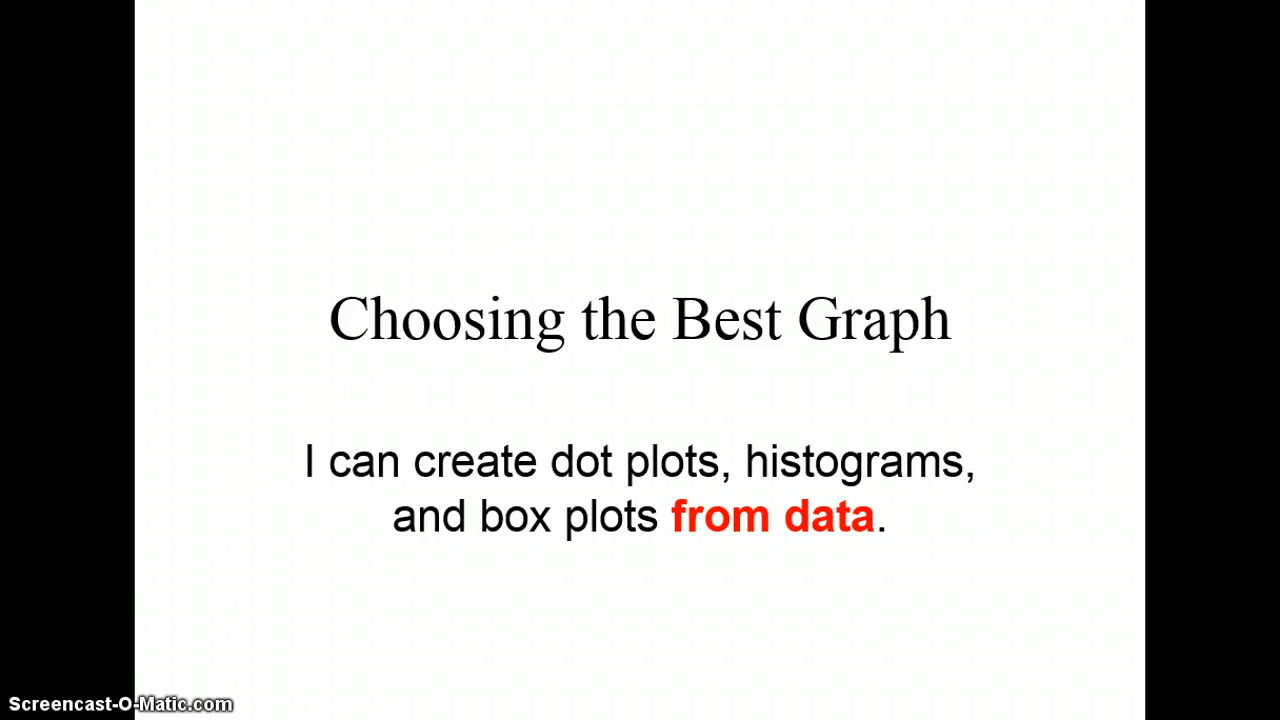 Choosing the Best Graph
I can create dot plots, histograms,
and box plots from data.
Screencast-O-Matic.com